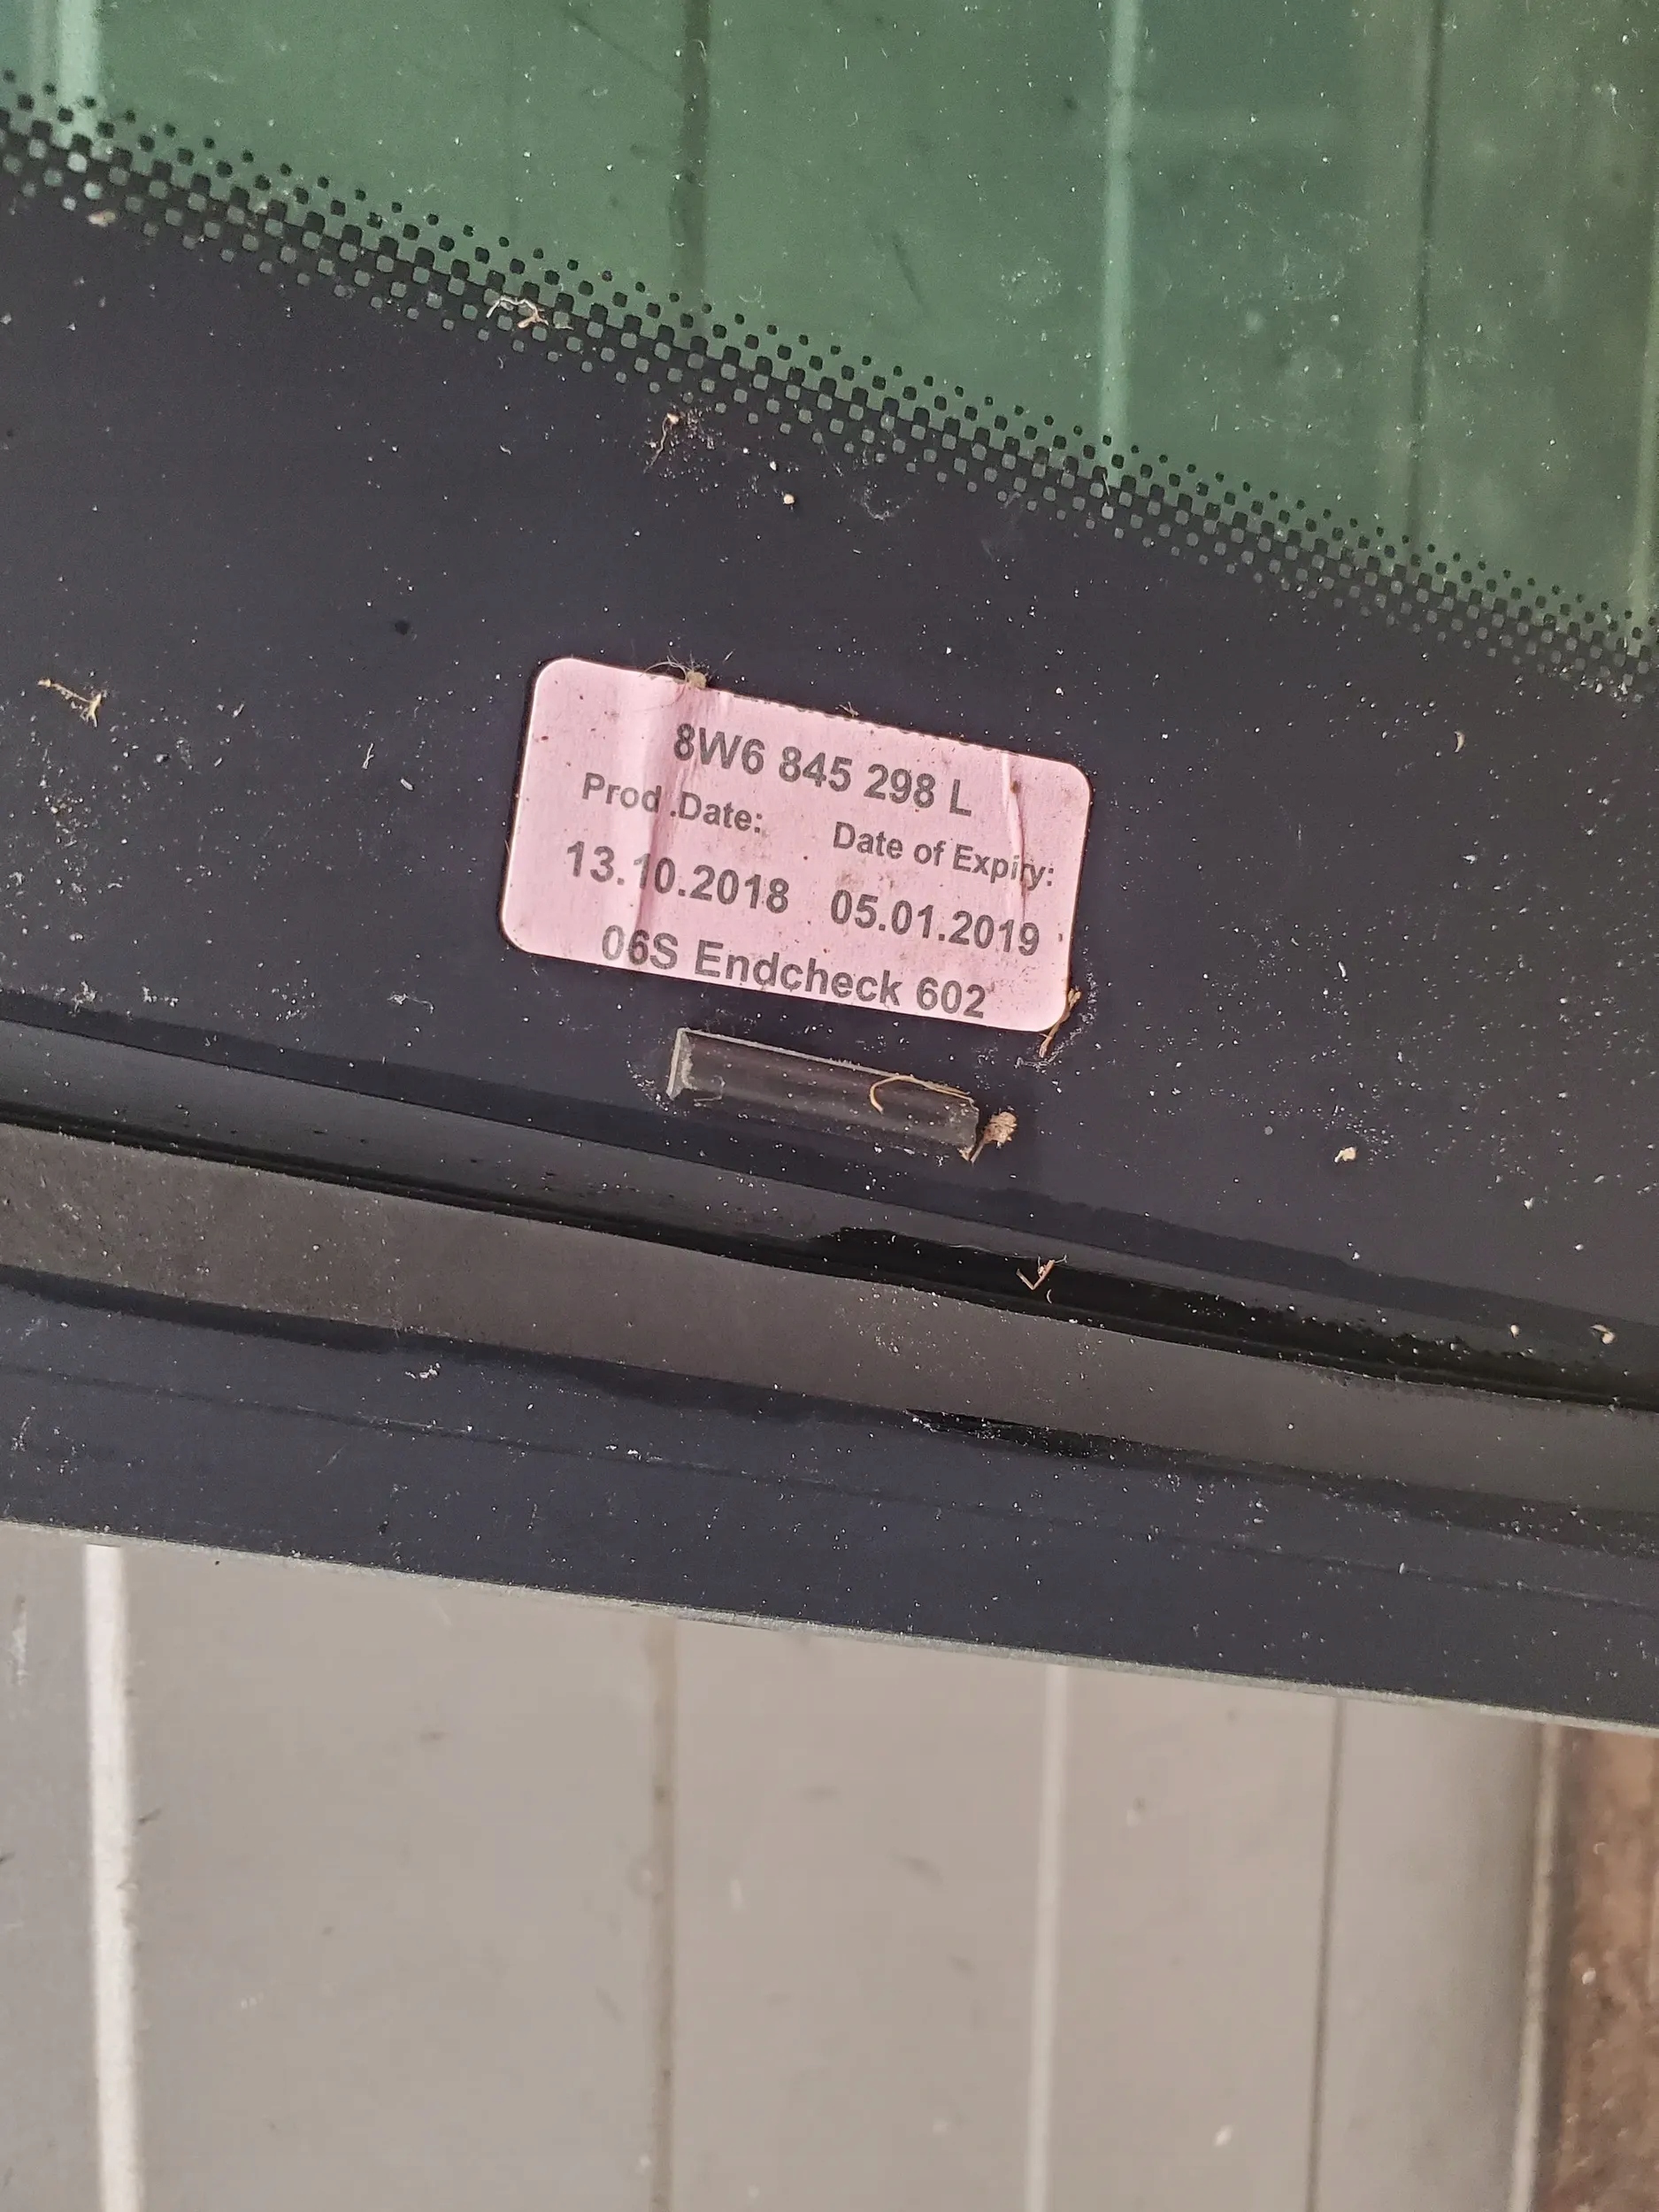 8W6 845 298 L
Prod.Date: Date of Expiry:
13.10.2018 05.01.2019
06S Endcheck 602